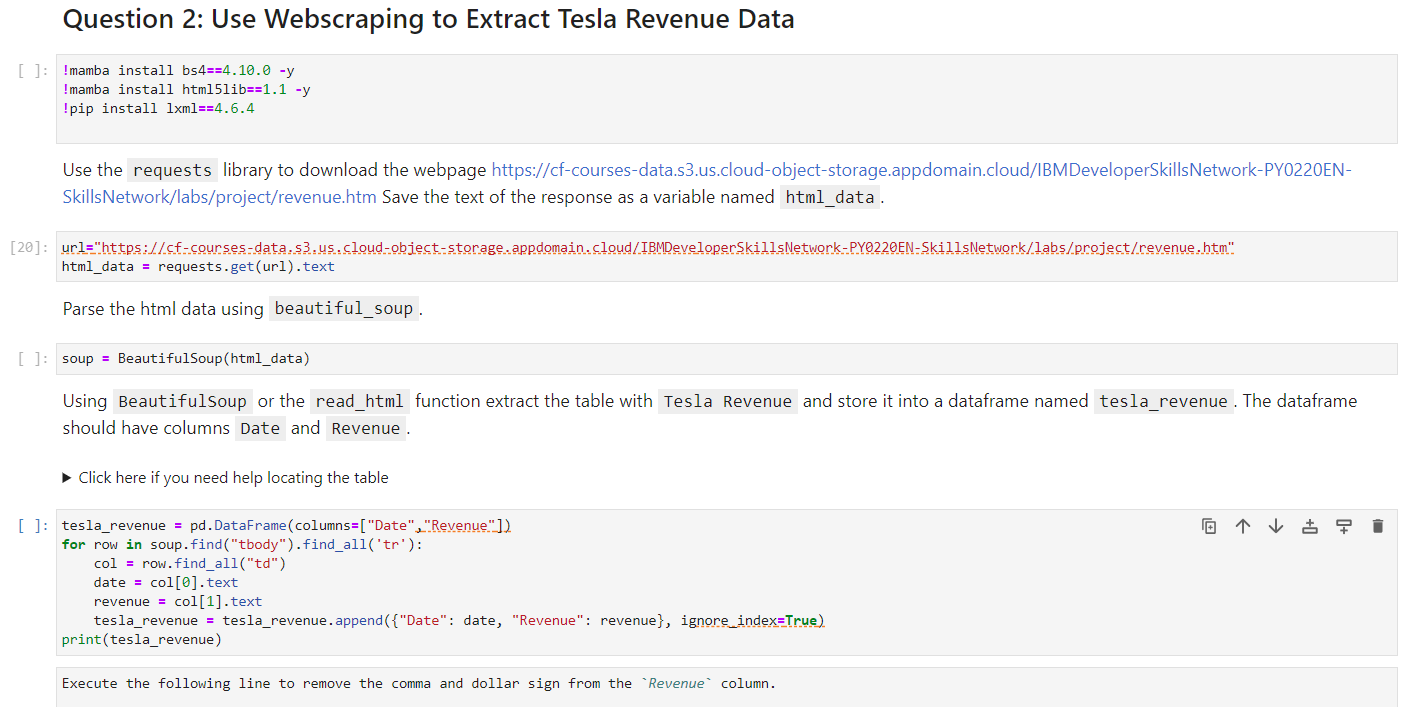 Question 2: Use Webscraping to Extract Tesla Revenue Data
[ ]:
!mamba install bs4==4.10.0 -y
!mamba install html5lib==1.1 -y
!pip install lxml==4.6.4
Use the requests library to download the webpage https://cf-courses-data.s3.us.cloud-object-storage.appdomain.cloud/IBMDeveloperSkillsNetwork-PY0220EN-
SkillsNetwork/labs/project/revenue.htm Save the text of the response as a variable named html_data.
[20]:
url="https://cf-courses-data.s3.us.cloud-object-storage.appdomain.cloud/IBMDeveloperSkillsNetwork-PY0220EN-SkillsNetwork/labs/project/revenue.htm"
html_data = requests.get(url).text
Parse the html data using beautiful_soup.
[ ]:
soup = BeautifulSoup(html_data)
Using BeautifulSoup or the read_html function extract the table with Tesla Revenue and store it into a dataframe named tesla_revenue. The dataframe
should have columns Date and Revenue.
Click here if you need help locating the table
[ ]:
tesla_revenue = pd.DataFrame(columns=["Date","Revenue"])
for row in soup.find("tbody").find_all('tr'):
    col = row.find_all("td")
    date = col[0].text
    revenue = col[1].text
    tesla_revenue = tesla_revenue.append({"Date": date, "Revenue": revenue}, ignore_index=True)
print(tesla_revenue)
Execute the following line to remove the comma and dollar sign from the `Revenue` column.